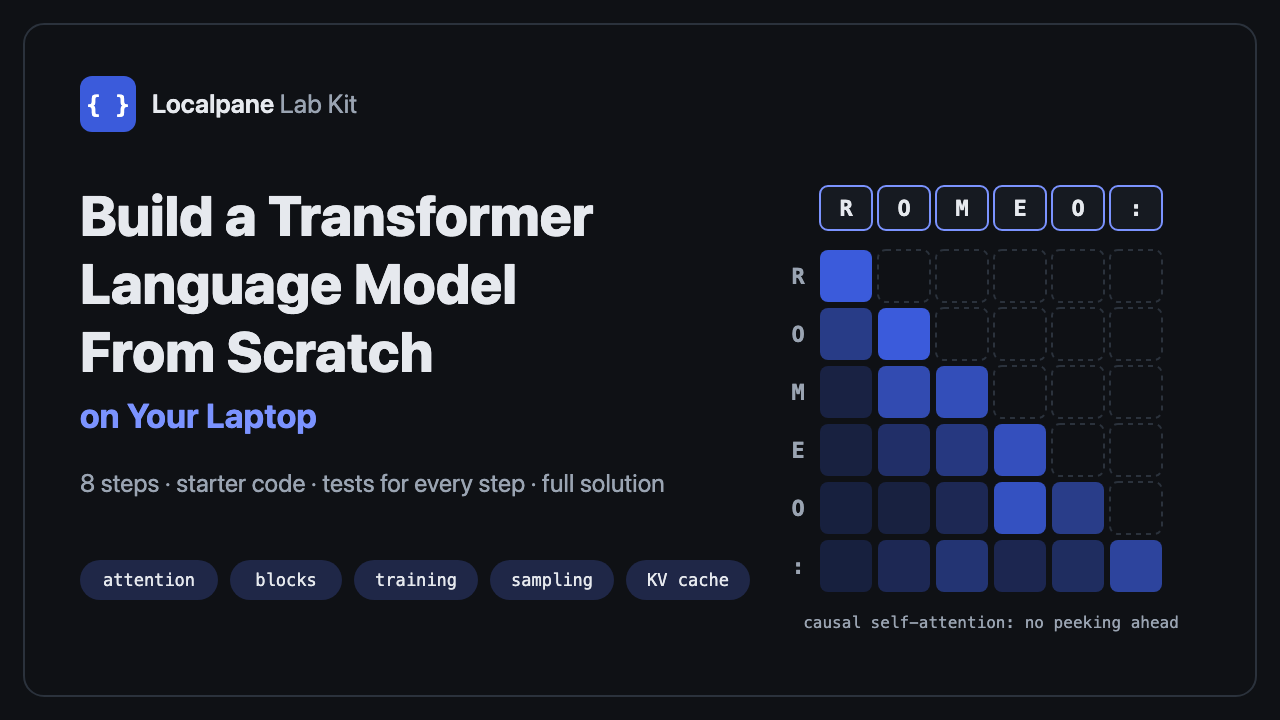 { } Localpane Lab Kit
Build a Transformer
Language Model
From Scratch
on Your Laptop
8 steps · starter code · tests for every step · full solution
attention blocks training sampling KV cache
R O M E O :
R
O
M
E
O
:
causal self-attention: no peeking ahead